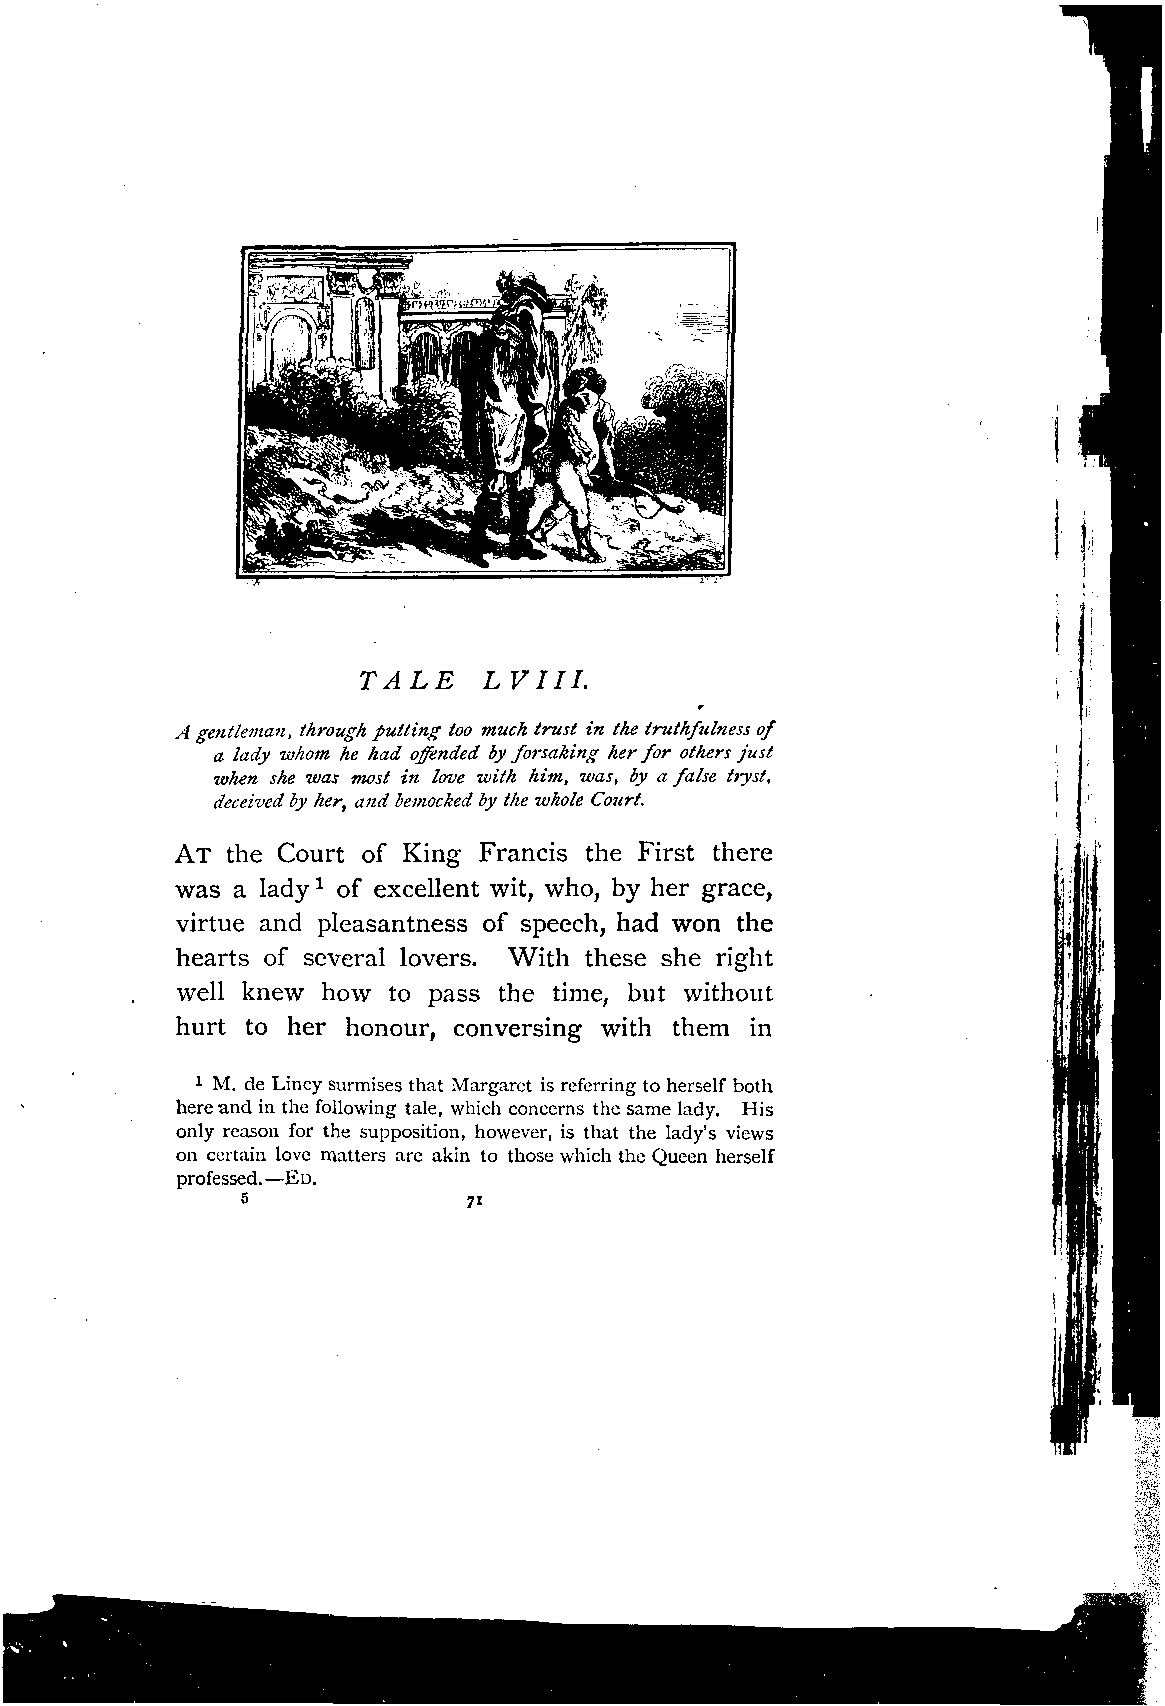 TALE LVIII.
A gentleman, through putting too much trust in the truthfulness of
a lady whom he had offended by forsaking her for others just
when she was most in love with him, was, by a false tryst,
deceived by her, and bemocked by the whole Court.
AT the Court of King Francis the First there
was a lady¹ of excellent wit, who, by her grace,
virtue and pleasantness of speech, had won the
hearts of several lovers. With these she right
well knew how to pass the time, but without
hurt to her honour, conversing with them in
¹ M. de Lincy surmises that Margaret is referring to herself both
here and in the following tale, which concerns the same lady. His
only reason for the supposition, however, is that the lady's views
on certain love matters are akin to those which the Queen herself
professed.—ED.
5 71